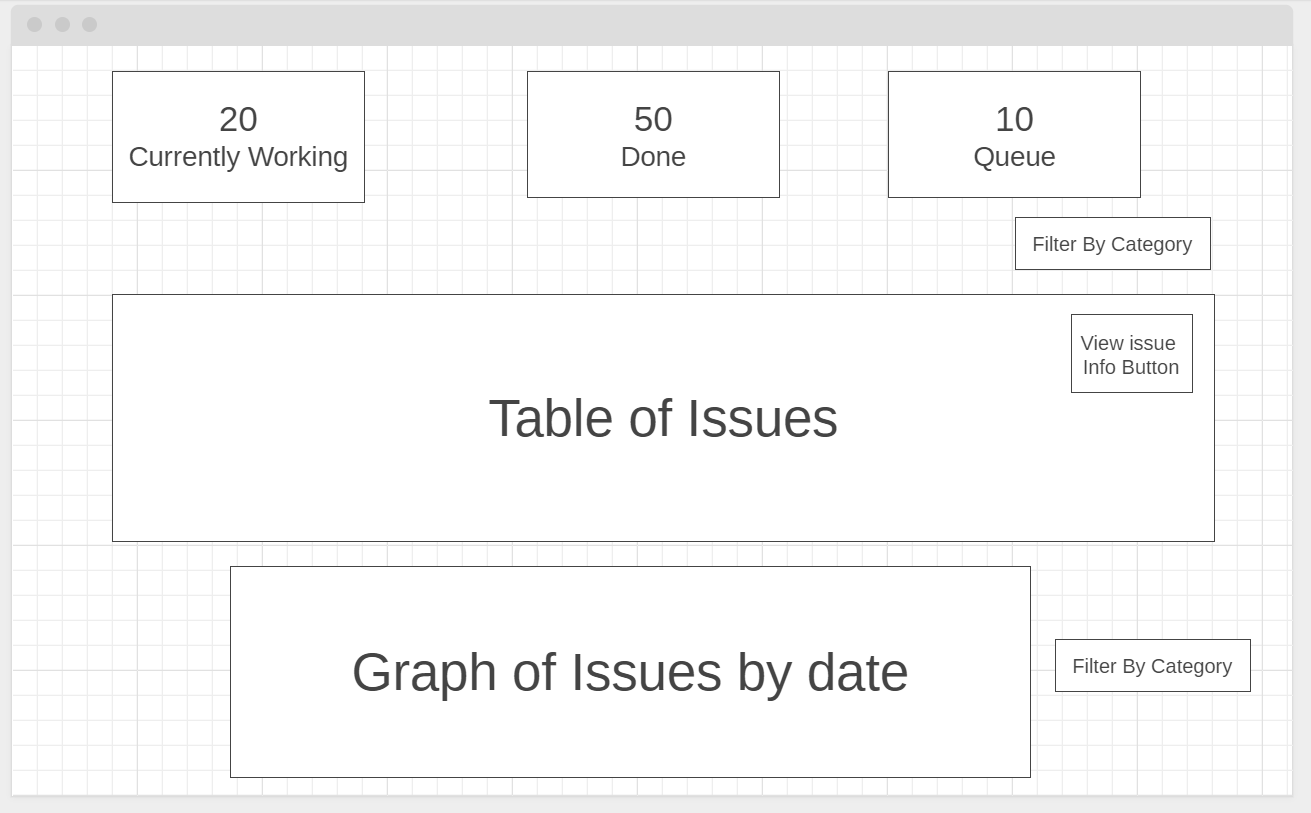 20
Currently Working
50
Done
10
Queue
Filter By Category
View issue
Info Button
Table of Issues
Graph of Issues by date
Filter By Category